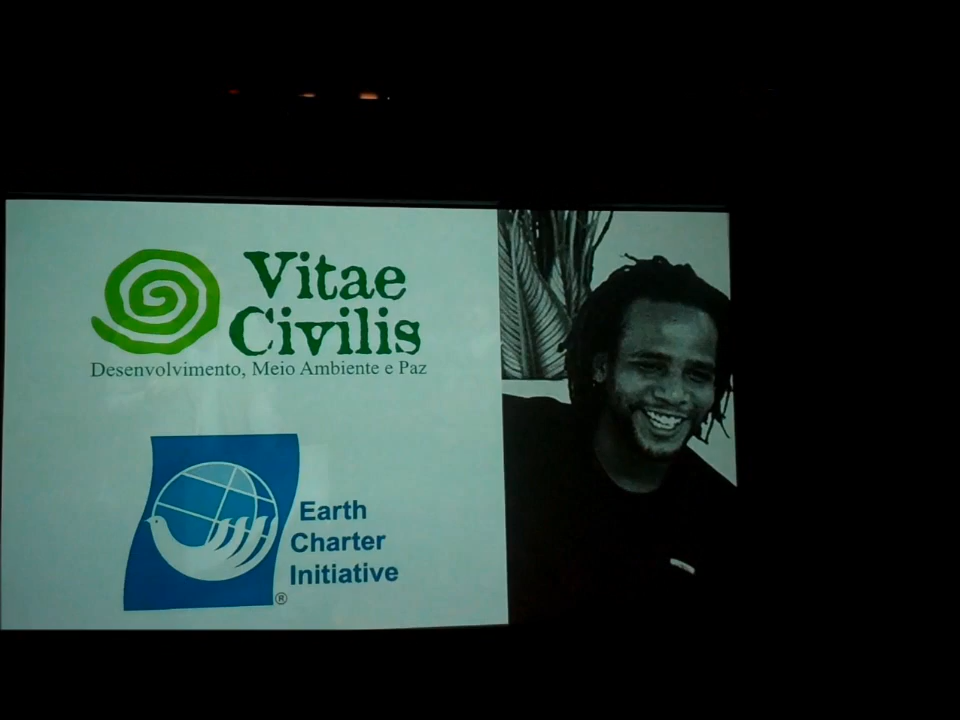 Vitae
Civilis
Desenvolvimento, Meio Ambiente e Paz
Earth
Charter
Initiative
®